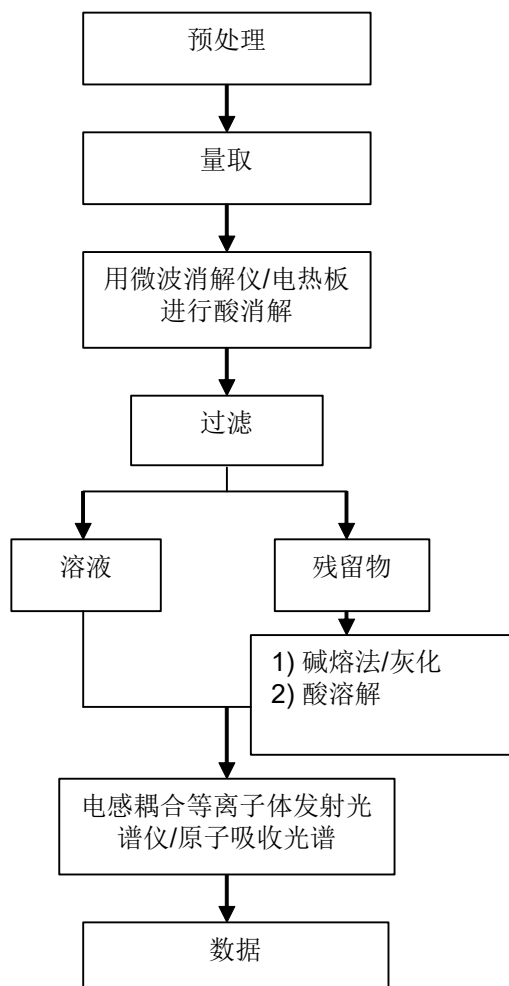 预处理
量取
用微波消解仪/电热板
进行酸消解
过滤
溶液
残留物
1) 碱熔法/灰化
2) 酸溶解
电感耦合等离子体发射光
谱仪/原子吸收光谱
数据